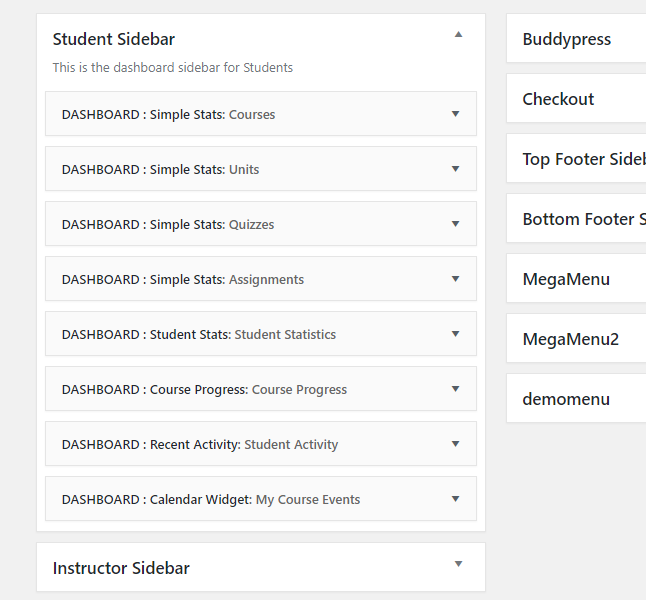 Student Sidebar
This is the dashboard sidebar for Students
DASHBOARD : Simple Stats: Courses
DASHBOARD : Simple Stats: Units
DASHBOARD : Simple Stats: Quizzes
DASHBOARD : Simple Stats: Assignments
DASHBOARD : Student Stats: Student Statistics
DASHBOARD : Course Progress: Course Progress
DASHBOARD : Recent Activity: Student Activity
DASHBOARD : Calendar Widget: My Course Events
Instructor Sidebar
Buddypress
Checkout
Top Footer Sideb
Bottom Footer S
MegaMenu
MegaMenu2
demomenu